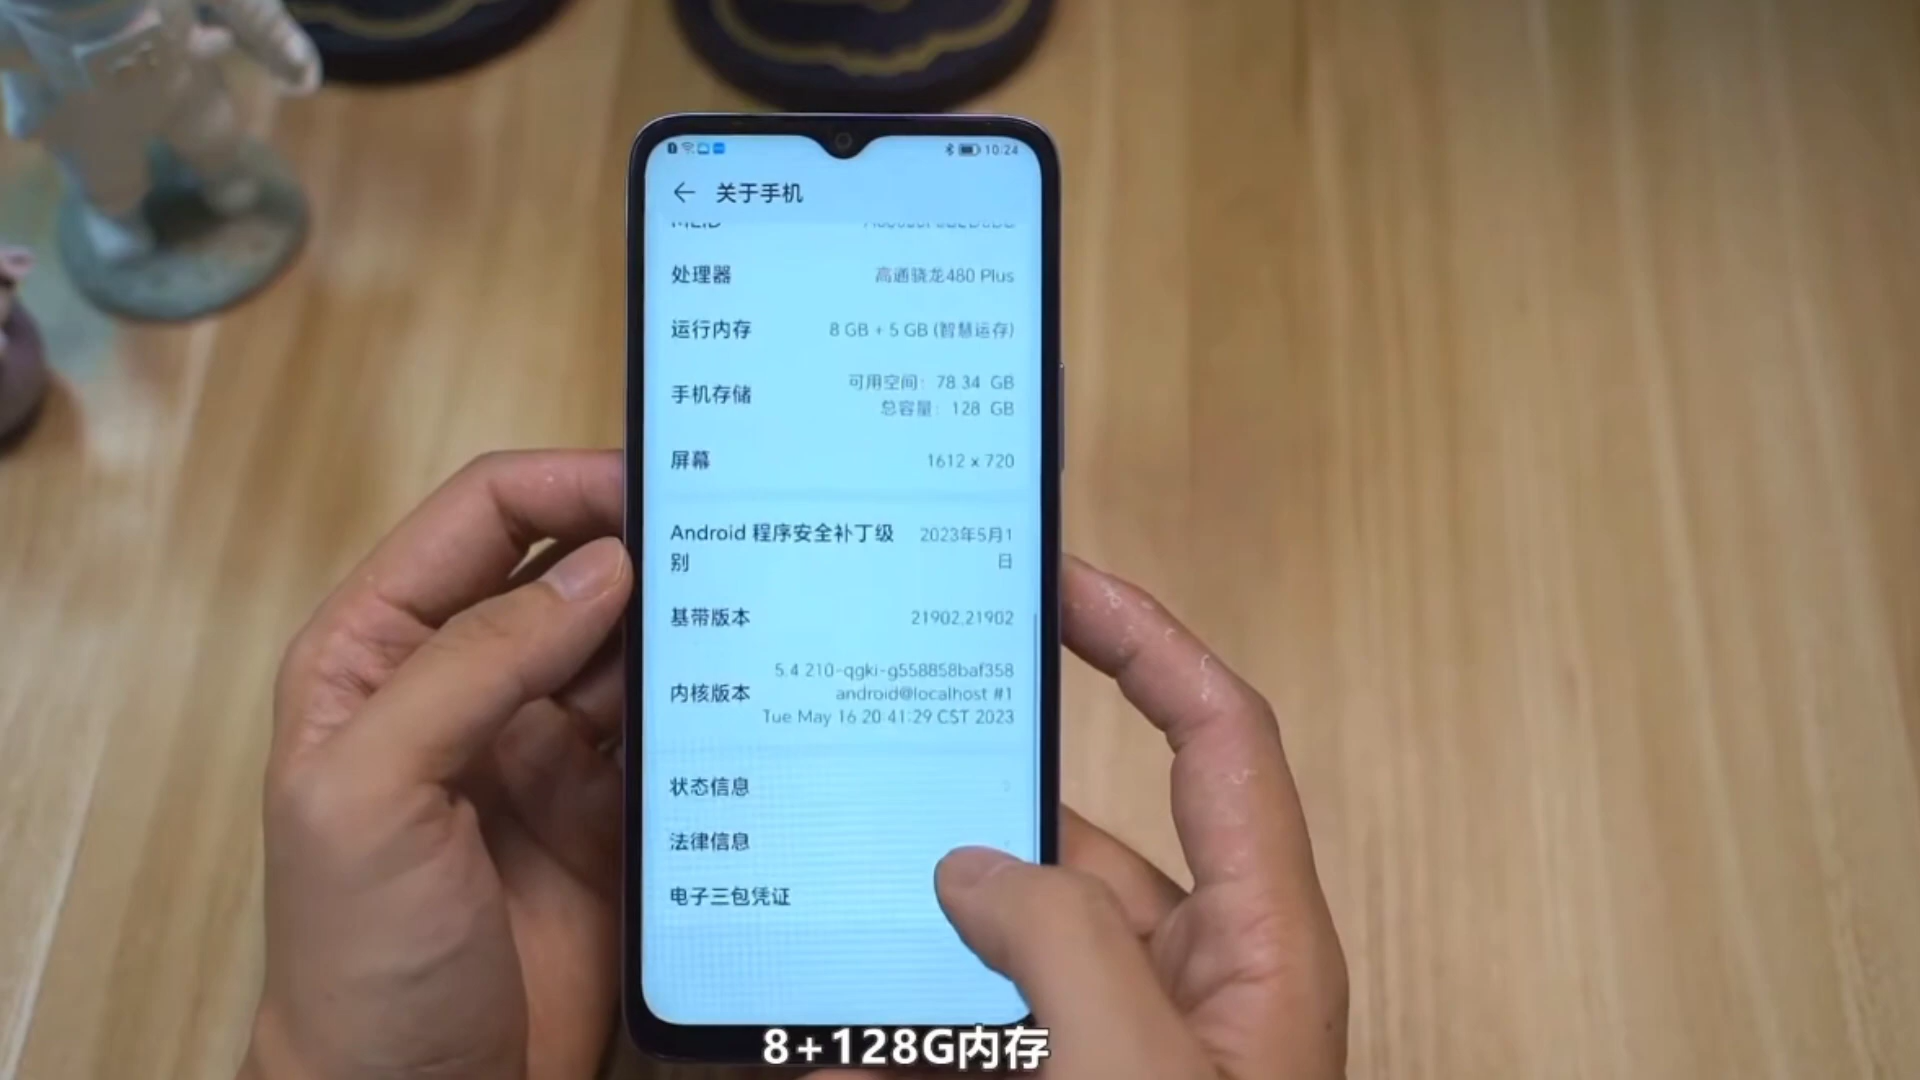 10:24
关于手机
处理器 高通骁龙480 Plus
运行内存 8 GB + 5 GB (智慧运存)
手机存储 可用空间: 78.34 GB
总容量: 128 GB
屏幕 1612 x 720
Android 程序安全补丁级 2023年5月1
别 日
基带版本 21902,21902
5.4.210-qgki-g558858baf358
内核版本 android@localhost #1
Tue May 16 20:41:29 CST 2023
状态信息
法律信息
电子三包凭证
8+128G内存